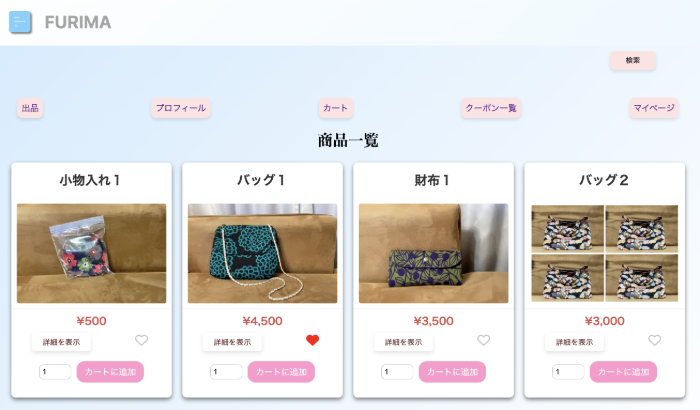 FURIMA
検索
出品
プロフィール
カート
クーポン一覧
マイページ
商品一覧
小物入れ１
バッグ１
財布１
バッグ２
¥500
¥4,500
¥3,500
¥3,000
詳細を表示
詳細を表示
詳細を表示
詳細を表示
1 カートに追加
1 カートに追加
1 カートに追加
1 カートに追加